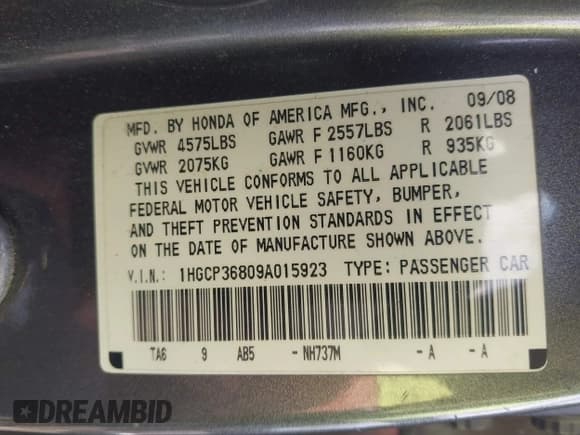 MFD. BY HONDA OF AMERICA MFG., INC. 09/08
GVWR 4575LBS GAWR F 2557LBS R 2061LBS
GVWR 2075KG GAWR F 1160KG R 935KG
THIS VEHICLE CONFORMS TO ALL APPLICABLE
FEDERAL MOTOR VEHICLE SAFETY, BUMPER,
AND THEFT PREVENTION STANDARDS IN EFFECT
ON THE DATE OF MANUFACTURE SHOWN ABOVE.
V.I.N.: 1HGCP36809A015923 TYPE: PASSENGER CAR
TA6 9 AB5 - NH737M - A - A
DREAMBID